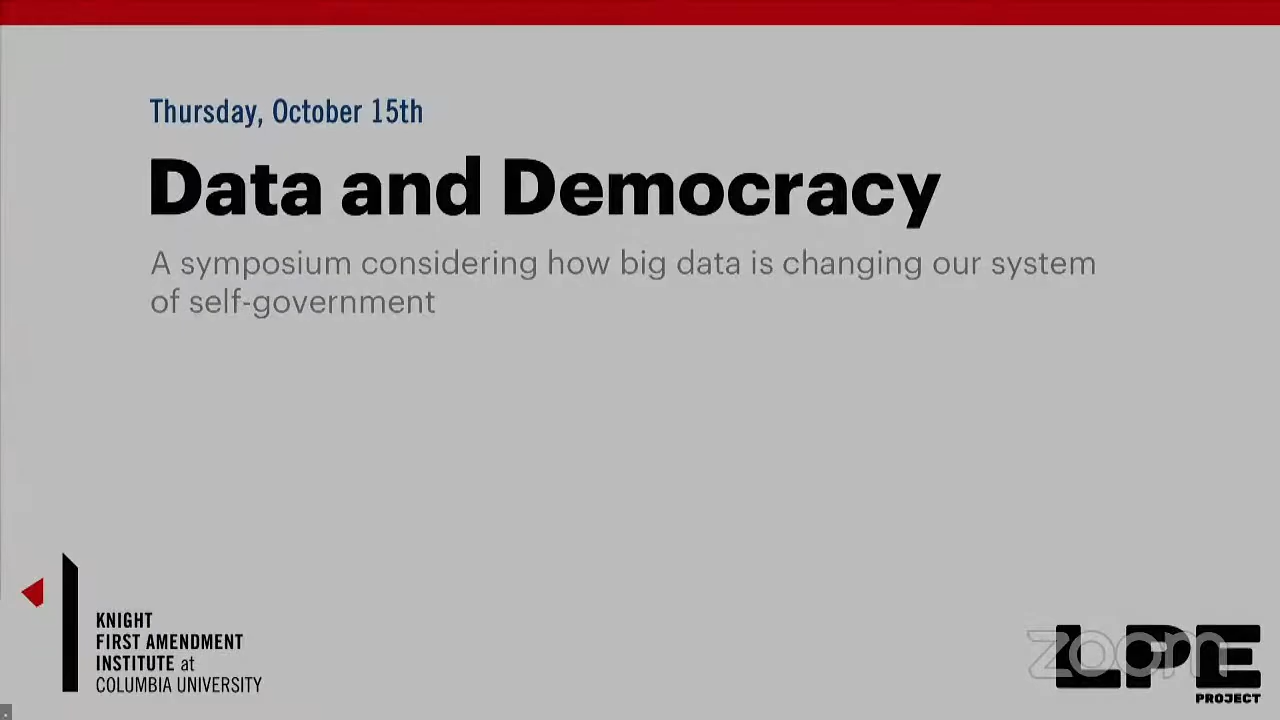 Thursday, October 15th
Data and Democracy
A symposium considering how big data is changing our system
of self-government
KNIGHT
FIRST AMENDMENT
INSTITUTE at
COLUMBIA UNIVERSITY
zoom
LPE
PROJECT